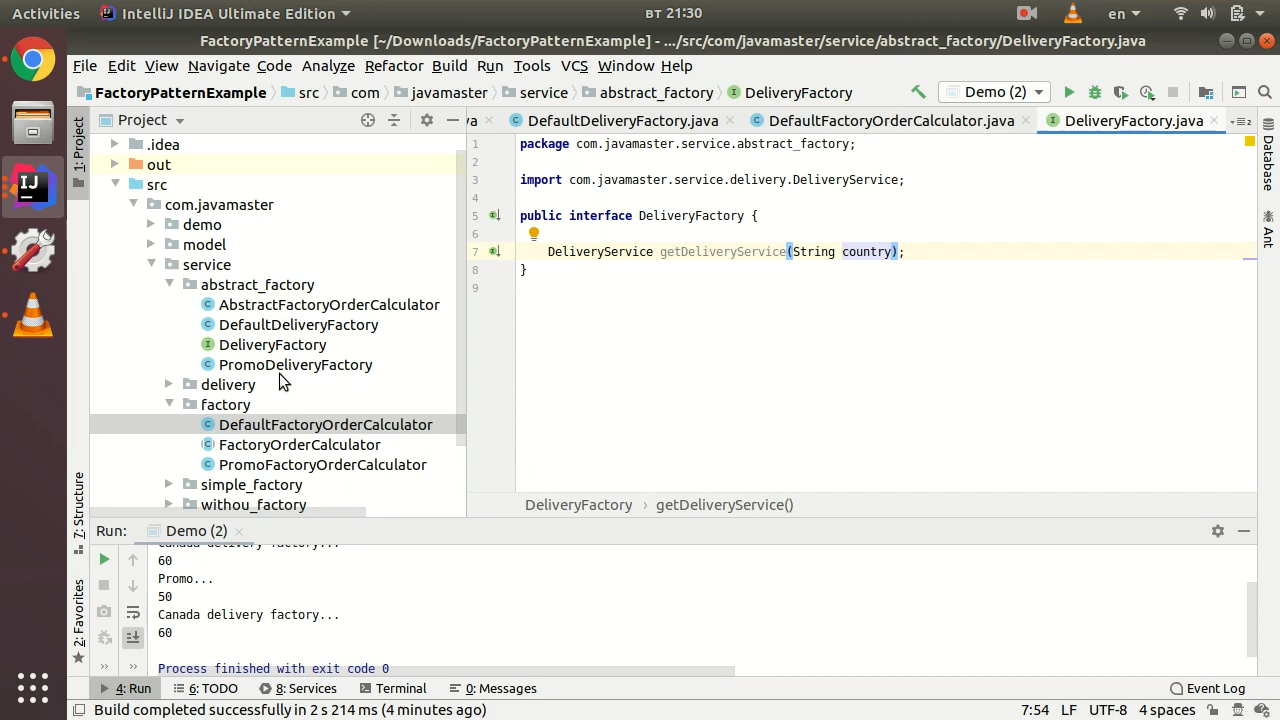 Activities IntelliJ IDEA Ultimate Edition вт 21:30 en
FactoryPatternExample [~/Downloads/FactoryPatternExample] - .../src/com/javamaster/service/abstract_factory/DeliveryFactory.java
File Edit View Navigate Code Analyze Refactor Build Run Tools VCS Window Help
FactoryPatternExample src com javamaster service abstract_factory DeliveryFactory Demo (2)
Project va DefaultDeliveryFactory.java DefaultFactoryOrderCalculator.java DeliveryFactory.java 2
1: Project
7: Structure
2: Favorites
Database
Ant
.idea
out
src
com.javamaster
demo
model
service
abstract_factory
AbstractFactoryOrderCalculator
DefaultDeliveryFactory
DeliveryFactory
PromoDeliveryFactory
delivery
factory
DefaultFactoryOrderCalculator
FactoryOrderCalculator
PromoFactoryOrderCalculator
simple_factory
withou_factory
1 package com.javamaster.service.abstract_factory;
2
3 import com.javamaster.service.delivery.DeliveryService;
4
5 public interface DeliveryFactory {
6
7 DeliveryService getDeliveryService(String country);
8 }
9
DeliveryFactory getDeliveryService()
Run: Demo (2)
Canada delivery factory...
60
Promo...
50
Canada delivery factory...
60
Process finished with exit code 0
4: Run 6: TODO 8: Services Terminal 0: Messages Event Log
Build completed successfully in 2 s 214 ms (4 minutes ago) 7:54 LF UTF-8 4 spaces